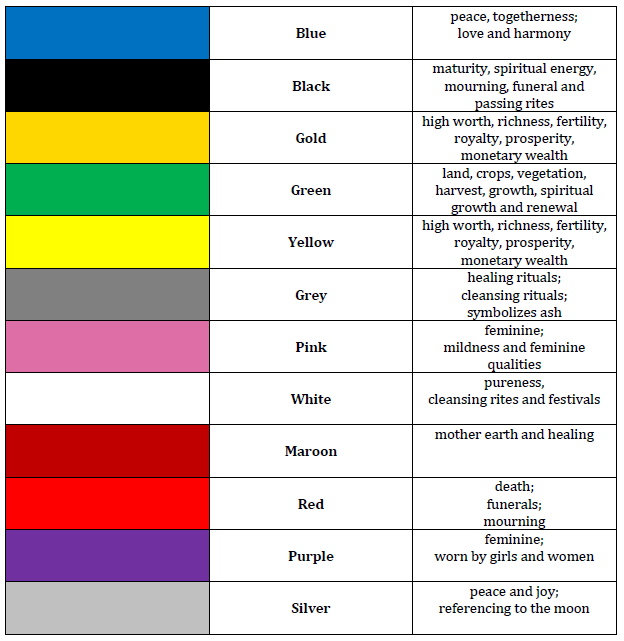 Blue
peace, togetherness;
love and harmony
Black
maturity, spiritual energy,
mourning, funeral and
passing rites
Gold
high worth, richness, fertility,
royalty, prosperity,
monetary wealth
Green
land, crops, vegetation,
harvest, growth, spiritual
growth and renewal
Yellow
high worth, richness, fertility,
royalty, prosperity,
monetary wealth
Grey
healing rituals;
cleansing rituals;
symbolizes ash
Pink
feminine;
mildness and feminine
qualities
White
pureness,
cleansing rites and festivals
Maroon
mother earth and healing
Red
death;
funerals;
mourning
Purple
feminine;
worn by girls and women
Silver
peace and joy;
referencing to the moon